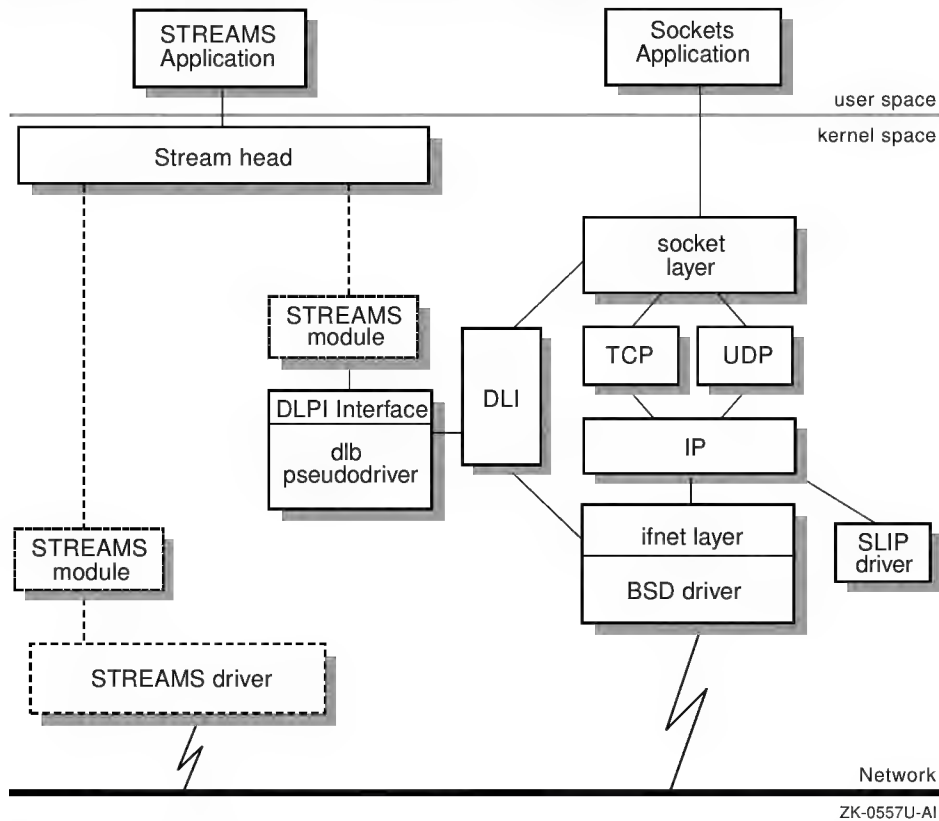 STREAMS
Application
Sockets
Application
user space
kernel space
Stream head
socket
layer
STREAMS
module
TCP
UDP
DLI
DLPI Interface
dlb
pseudodriver
IP
ifnet layer
BSD driver
SLIP
driver
STREAMS
module
STREAMS driver
Network
ZK-0557U-AI